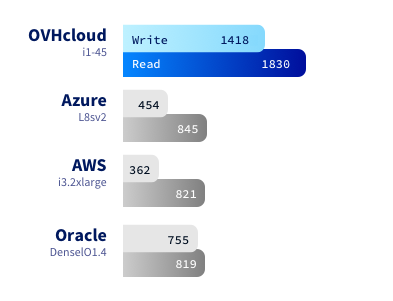 OVHcloud
i1-45
Write 1418
Read 1830
Azure
L8sv2
454
845
AWS
i3.2xlarge
362
821
Oracle
DenselO1.4
755
819